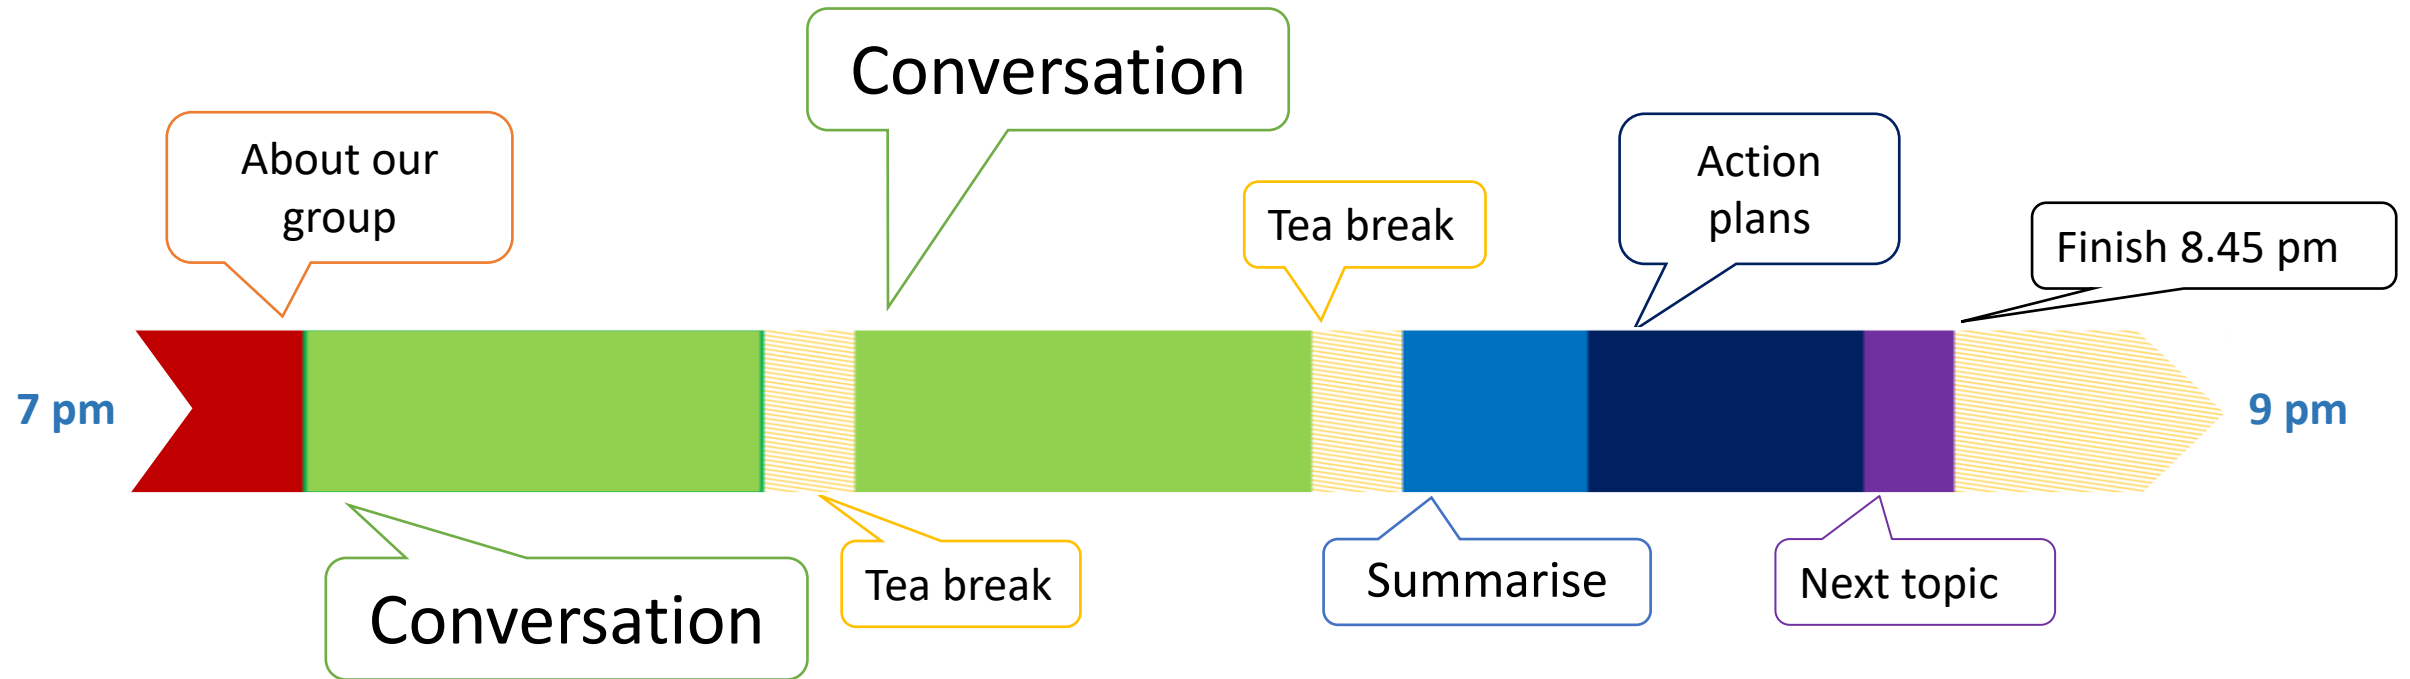 Conversation
About our
group
Action
plans
Tea break
Finish 8.45 pm
7 pm
9 pm
Conversation
Tea break
Summarise
Next topic